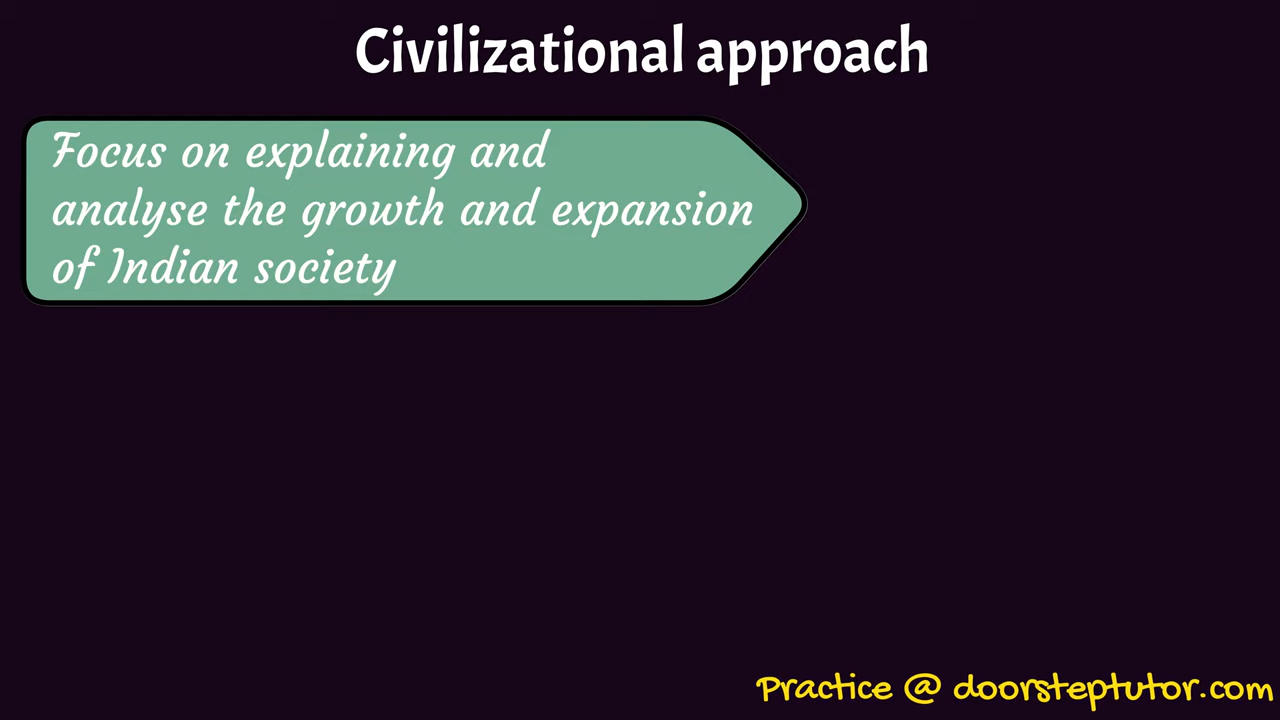 Civilizational approach
Focus on explaining and
analyse the growth and expansion
of Indian society
Practice @ doorsteptutor.com